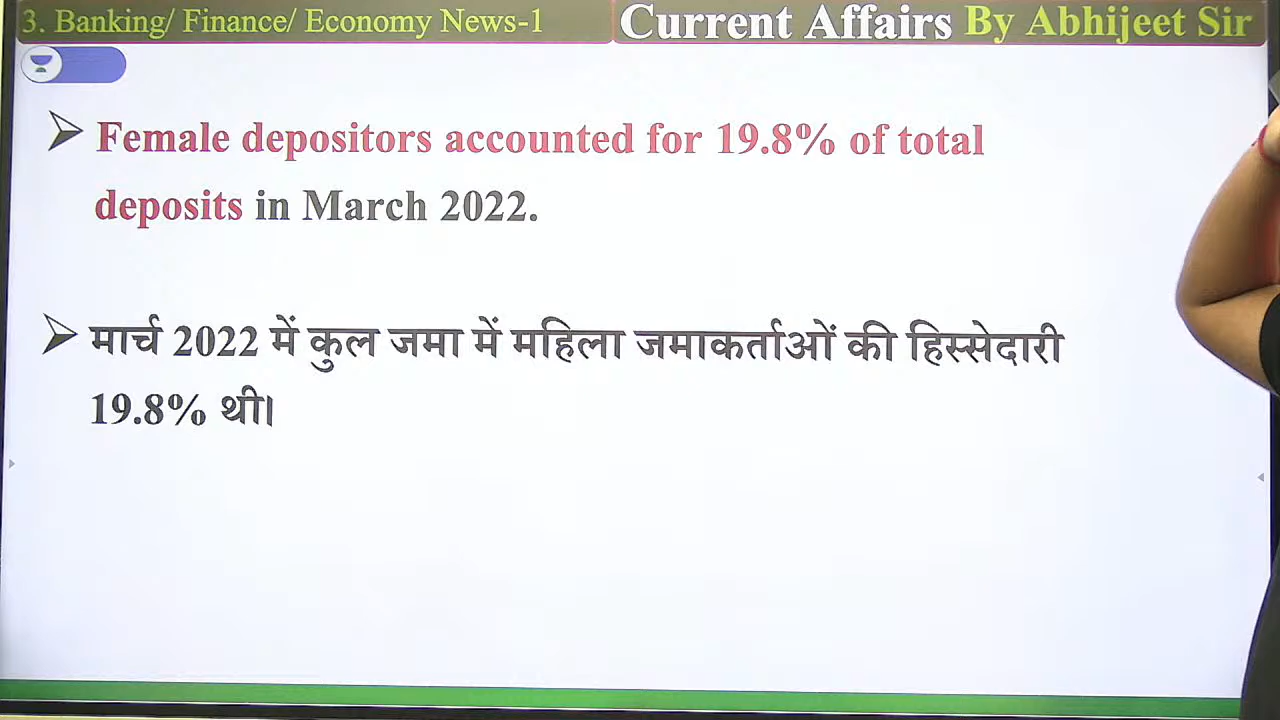 3. Banking/ Finance/ Economy News-1
Current Affairs By Abhijeet Sir
Female depositors accounted for 19.8% of total
deposits in March 2022.
मार्च 2022 में कुल जमा में महिला जमाकर्ताओं की हिस्सेदारी
19.8% थी।